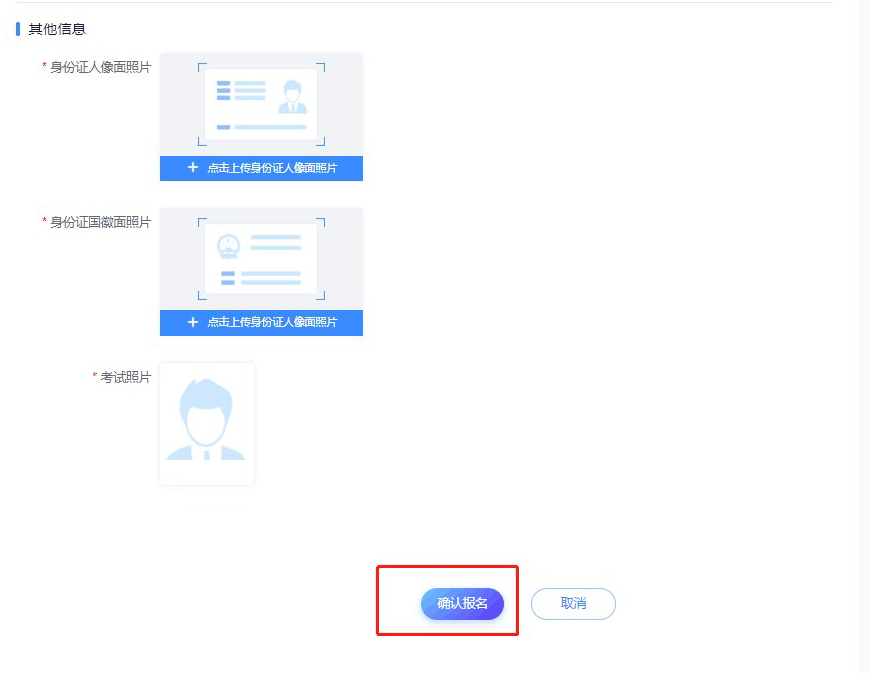 其他信息
* 身份证人像面照片
+ 点击上传身份证人像面照片
* 身份证国徽面照片
+ 点击上传身份证人像面照片
* 考试照片
确认报名 取消